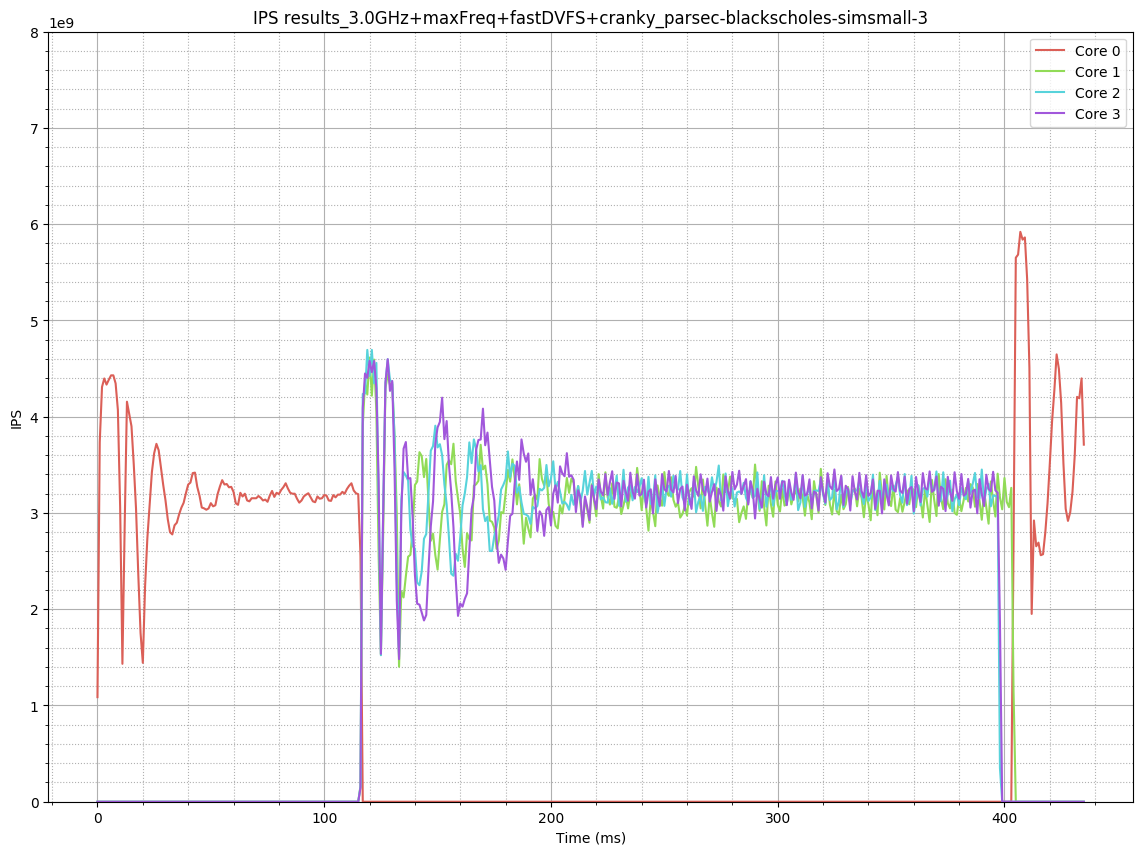 IPS results_3.0GHz+maxFreq+fastDVFS+cranky_parsec-blackscholes-simsmall-3
1e9
8
7
6
5
4
3
2
1
0
IPS
0 100 200 300 400
Time (ms)
Core 0
Core 1
Core 2
Core 3